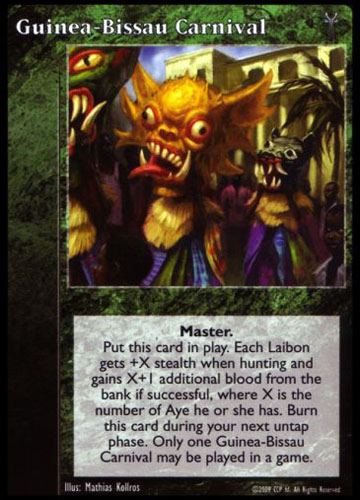 Guinea-Bissau Carnival
Master.
Put this card in play. Each Laibon
gets +X stealth when hunting and
gains X+1 additional blood from the
bank if successful, where X is the
number of Aye he or she has. Burn
this card during your next untap
phase. Only one Guinea-Bissau
Carnival may be played in a game.
Illus: Mathias Kollros
©2009 CCP hf. All Rights Reserved.